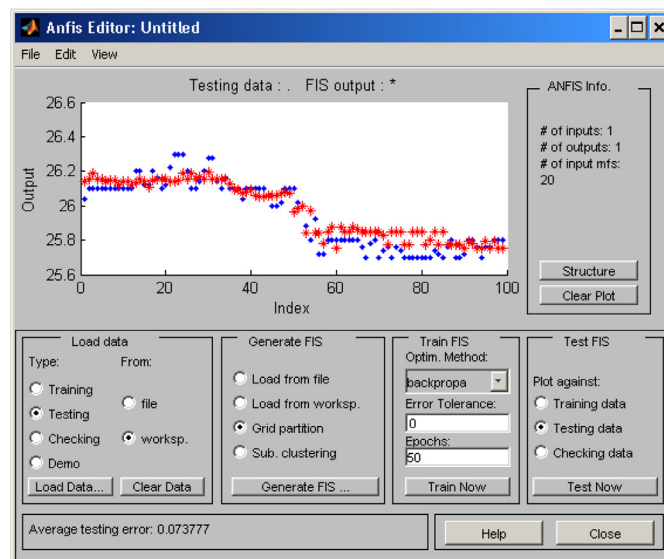 Anfis Editor: Untitled
File Edit View
Testing data : . FIS output : *
26.6
26.4
26.2
26
25.8
25.6
Output
0 20 40 60 80 100
Index
ANFIS Info.
# of inputs: 1
# of outputs: 1
# of input mfs:
20
Structure
Clear Plot
Load data
Type: From:
Training
Testing
Checking
Demo
file
worksp.
Load Data... Clear Data
Generate FIS
Load from file
Load from worksp.
Grid partition
Sub. clustering
Generate FIS ...
Train FIS
Optim. Method:
backpropa
Error Tolerance:
0
Epochs:
50
Train Now
Test FIS
Plot against:
Training data
Testing data
Checking data
Test Now
Average testing error: 0.073777
Help Close